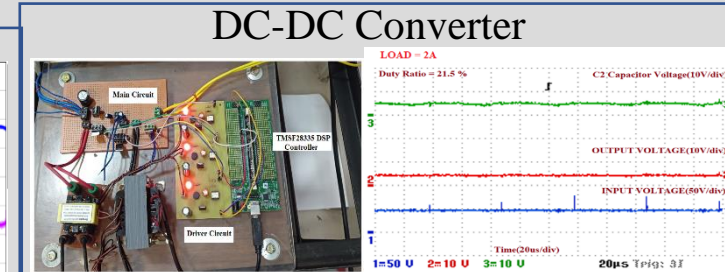 DC-DC Converter
Main Circuit
TMSF28335 DSP
Controller
Driver Circuit
LOAD = 2A
Duty Ratio = 21.5 %
C2 Capacitor Voltage(10V/div)
3
OUTPUT VOLTAGE(10V/div)
2
INPUT VOLTAGE(50V/div)
1
Time(20us/div)
1=50 V 2=10 V 3=10 V 20µs Trig: